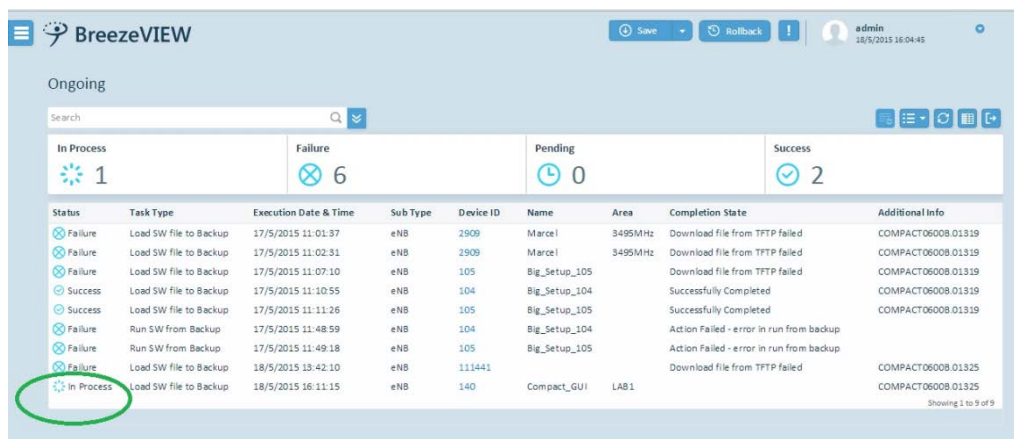 BreezeVIEW
Save
Rollback
!
admin
18/5/2015 16:04:45
Ongoing
Search
In Process
1
Failure
6
Pending
0
Success
2
Status Task Type Execution Date & Time Sub Type Device ID Name Area Completion State Additional Info
Failure Load SW file to Backup 17/5/2015 11:01:37 eNB 2909 Marcel 3495MHz Download file from TFTP failed COMPACT0600B.01319
Failure Load SW file to Backup 17/5/2015 11:02:31 eNB 2909 Marcel 3495MHz Download file from TFTP failed COMPACT0600B.01319
Failure Load SW file to Backup 17/5/2015 11:07:10 eNB 105 Big_Setup_105 Download file from TFTP failed COMPACT0600B.01319
Success Load SW file to Backup 17/5/2015 11:10:55 eNB 104 Big_Setup_104 Successfully Completed COMPACT0600B.01319
Success Load SW file to Backup 17/5/2015 11:11:26 eNB 105 Big_Setup_105 Successfully Completed COMPACT0600B.01319
Failure Run SW from Backup 17/5/2015 11:48:59 eNB 104 Big_Setup_104 Action Failed - error in run from backup
Failure Run SW from Backup 17/5/2015 11:49:18 eNB 105 Big_Setup_105 Action Failed - error in run from backup
Failure Load SW file to Backup 18/5/2015 13:42:10 eNB 111441 Download file from TFTP failed COMPACT0600B.01325
In Process Load SW file to Backup 18/5/2015 16:11:15 eNB 140 Compact_GUI LAB1 COMPACT0600B.01325
Showing 1 to 9 of 9